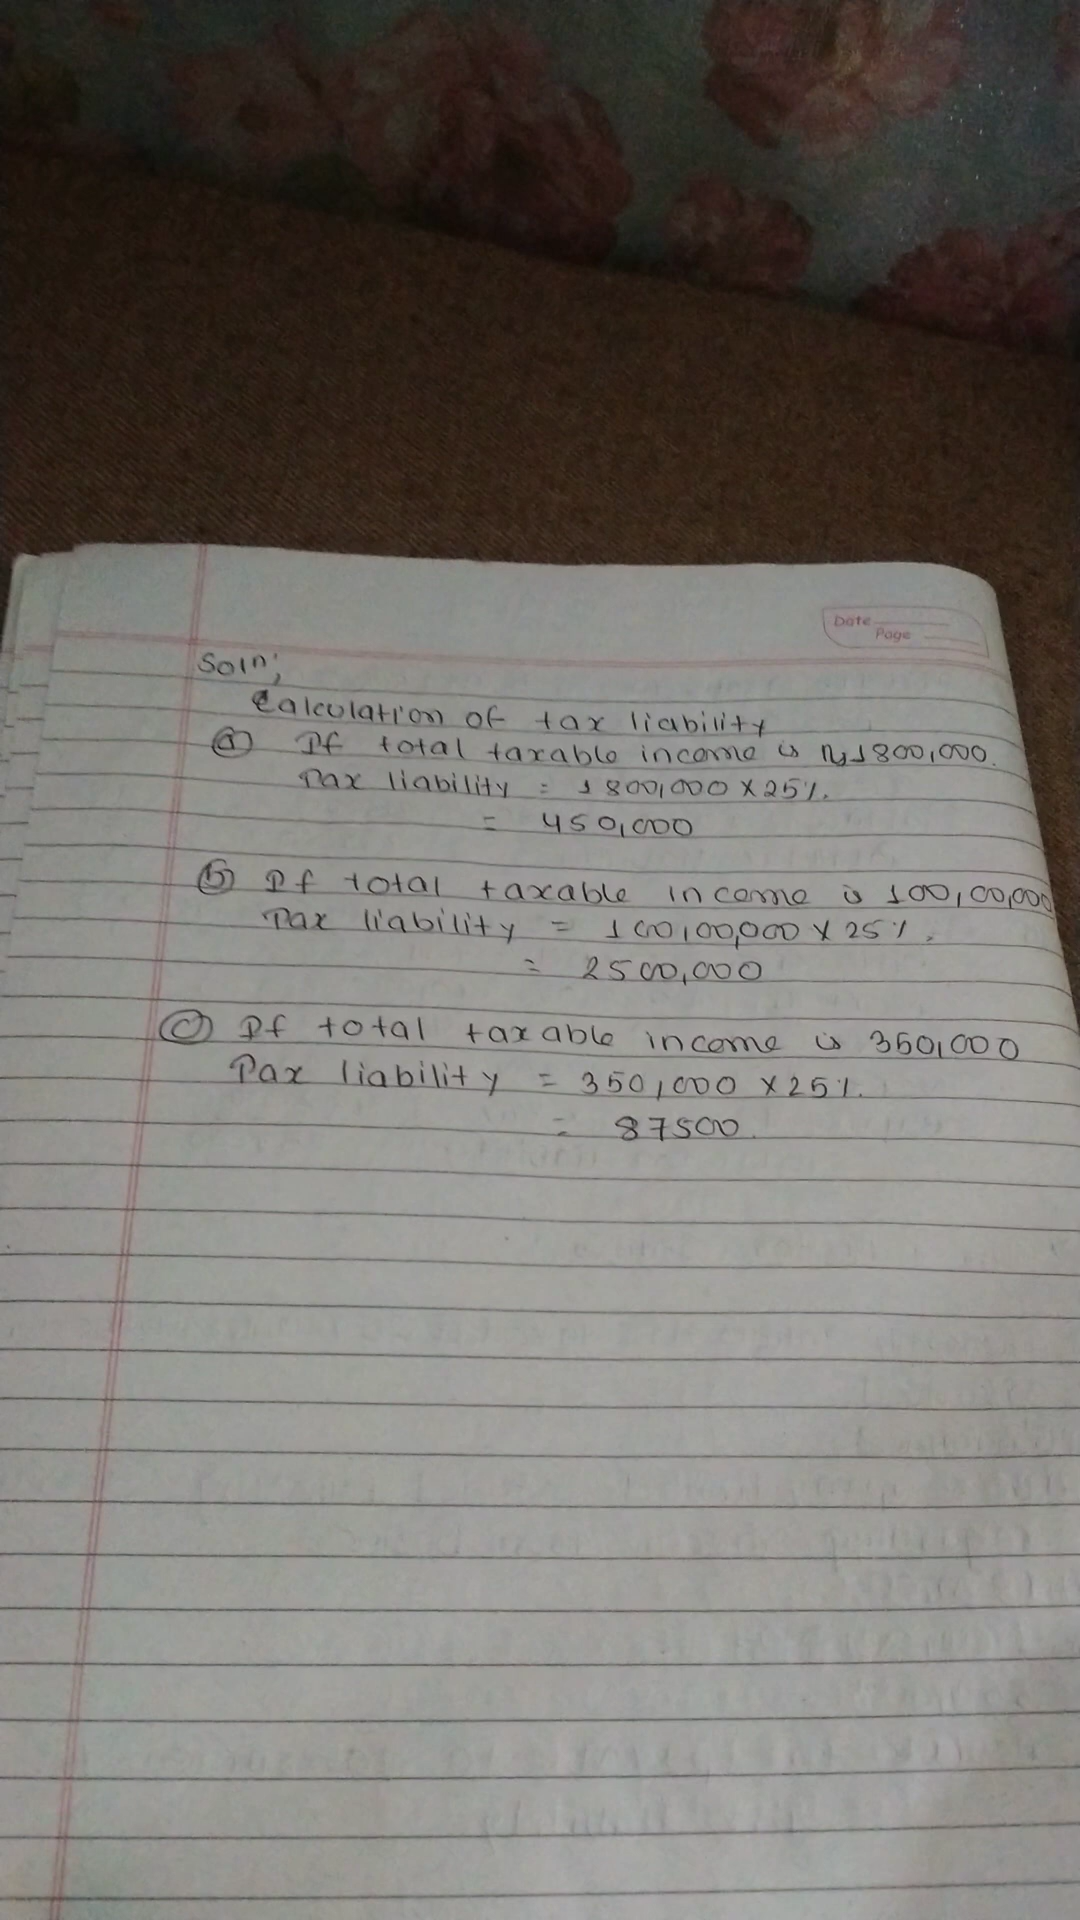 Date
Page
Soln;
Calculation of tax liability
(a) If total taxable income is Rs 1800,000.
Tax liability = 1800,000 x 25%.
= 450,000
(b) If total taxable income is 100,00,000
Tax liability = 100,00,000 x 25%.
= 2500,000
(c) If total taxable income is 350,000
Tax liability = 350,000 x 25%.
= 87500.